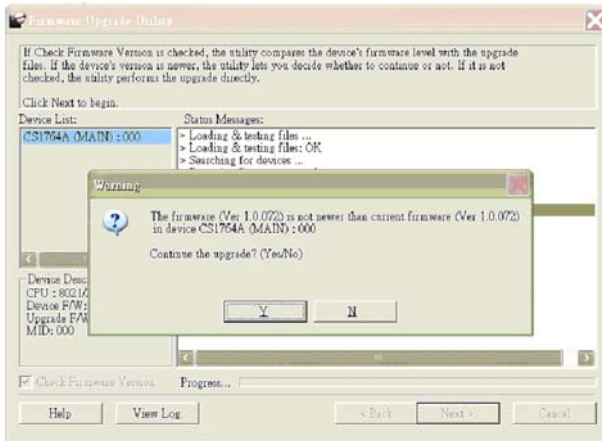 Firmware Upgrade Utility
If Check Firmware Version is checked, the utility compares the device's firmware level with the upgrade
files. If the device's version is newer, the utility lets you decide whether to continue or not. If it is not
checked, the utility performs the upgrade directly.
Click Next to begin.
Device List:
Status Messages:
CS1764A (MAIN) : 000
> Loading & testing files ...
> Loading & testing files: OK
> Searching for devices ...
Warning
The firmware (Ver 1.0.072) is not newer than current firmware (Ver 1.0.072)
in device CS1764A (MAIN) : 000
Continue the upgrade? (Yes/No)
Y
N
Device Desc
CPU : 8021/
Device F/W:
Upgrade F/W
MID: 000
Check Firmware Version
Progress...
Help
View Log
< Back
Next >
Cancel